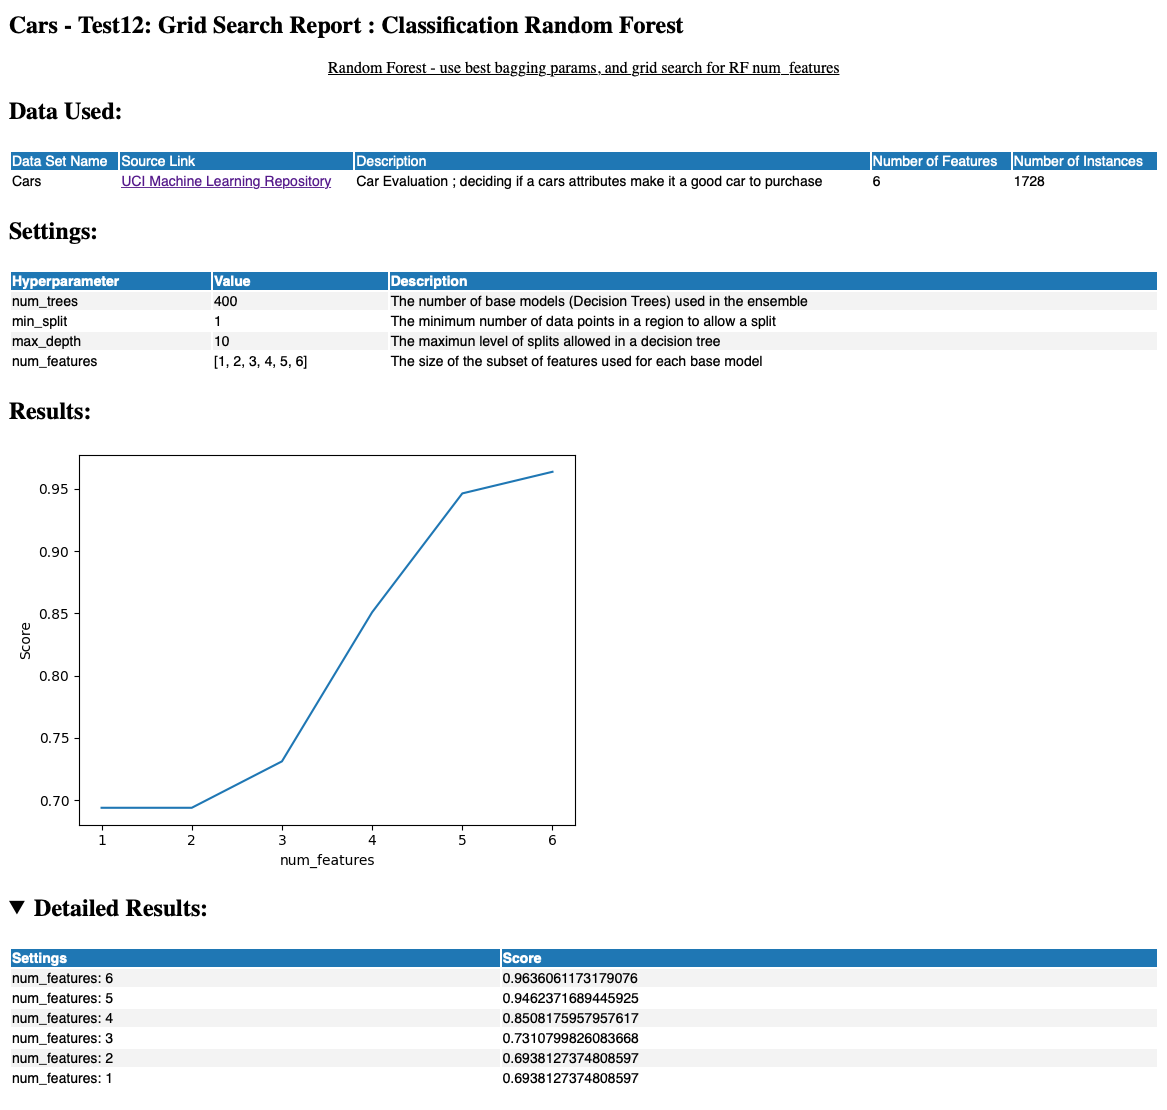 Cars - Test12: Grid Search Report : Classification Random Forest
Random Forest - use best bagging params, and grid search for RF num_features
Data Used:
Data Set Name Source Link Description Number of Features Number of Instances
Cars UCI Machine Learning Repository Car Evaluation ; deciding if a cars attributes make it a good car to purchase 6 1728
Settings:
Hyperparameter Value Description
num_trees 400 The number of base models (Decision Trees) used in the ensemble
min_split 1 The minimum number of data points in a region to allow a split
max_depth 10 The maximun level of splits allowed in a decision tree
num_features [1, 2, 3, 4, 5, 6] The size of the subset of features used for each base model
Results:
0.95
0.90
0.85
0.80
0.75
0.70
Score
1 2 3 4 5 6
num_features
▼ Detailed Results:
Settings Score
num_features: 6 0.9636061173179076
num_features: 5 0.9462371689445925
num_features: 4 0.8508175957957617
num_features: 3 0.7310799826083668
num_features: 2 0.6938127374808597
num_features: 1 0.6938127374808597